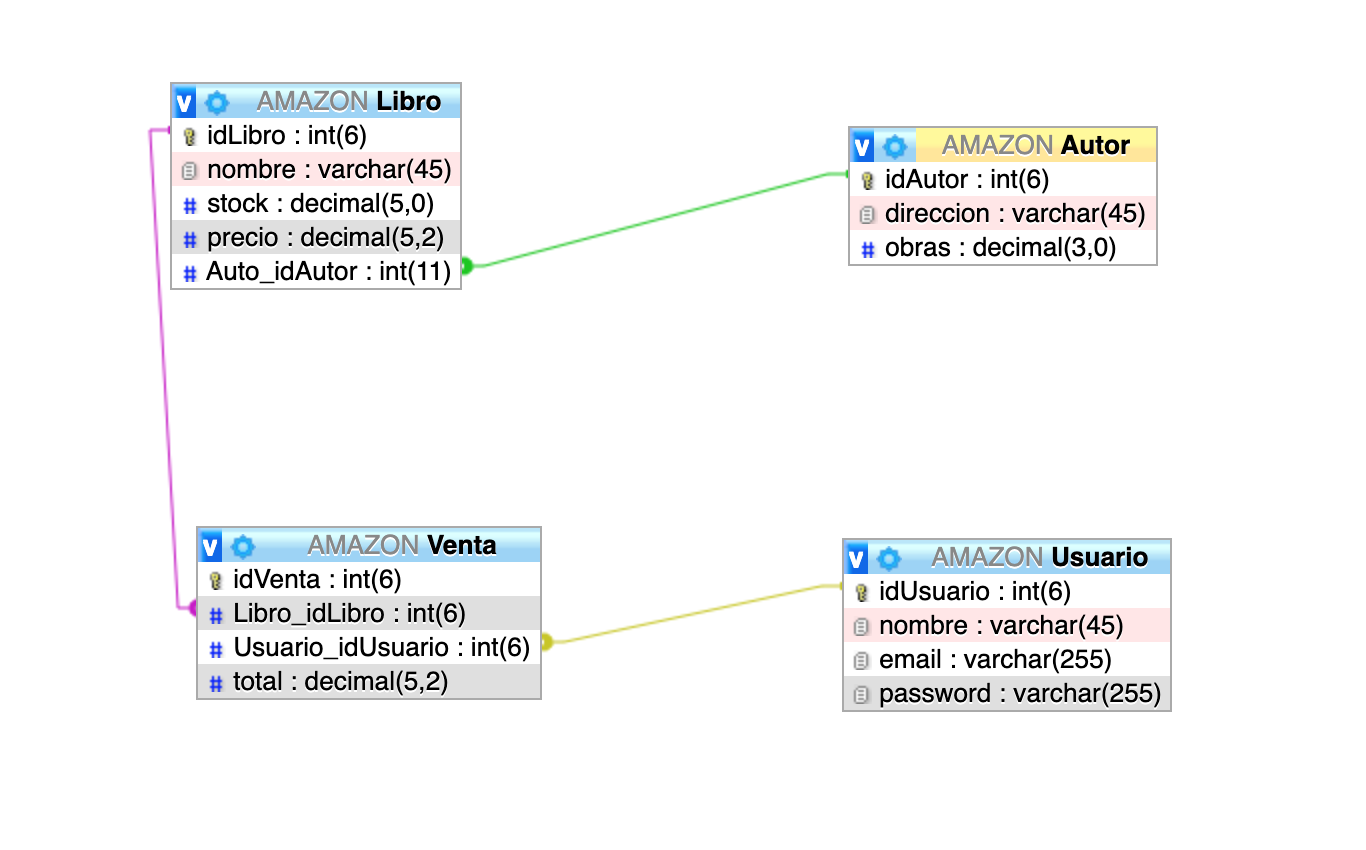 AMAZON Libro
idLibro : int(6)
nombre : varchar(45)
stock : decimal(5,0)
precio : decimal(5,2)
Auto_idAutor : int(11)
AMAZON Autor
idAutor : int(6)
direccion : varchar(45)
obras : decimal(3,0)
AMAZON Venta
idVenta : int(6)
Libro_idLibro : int(6)
Usuario_idUsuario : int(6)
total : decimal(5,2)
AMAZON Usuario
idUsuario : int(6)
nombre : varchar(45)
email : varchar(255)
password : varchar(255)